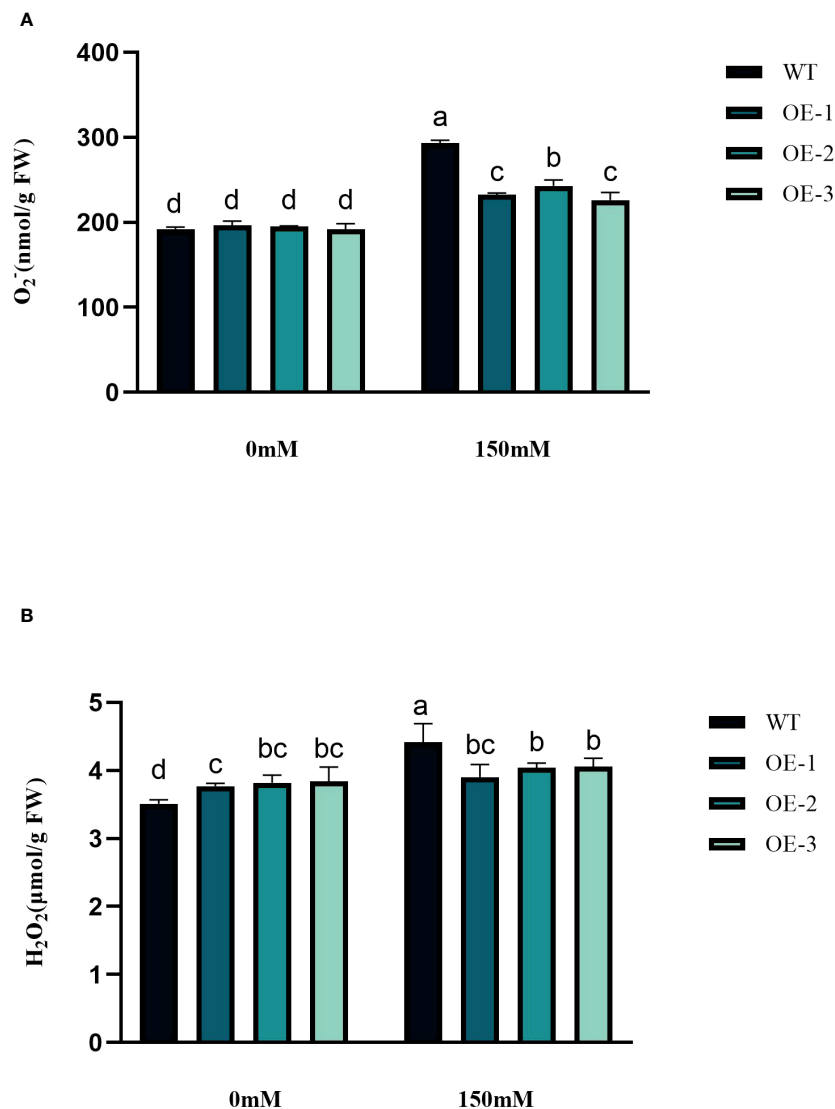 A
400
300
200
100
0
O₂⁻(nmol/g FW)
d d d d
a c b c
0mM 150mM
WT
OE-1
OE-2
OE-3
B
5
4
3
2
1
0
H₂O₂(μmol/g FW)
d c bc bc
a bc b b
0mM 150mM
WT
OE-1
OE-2
OE-3